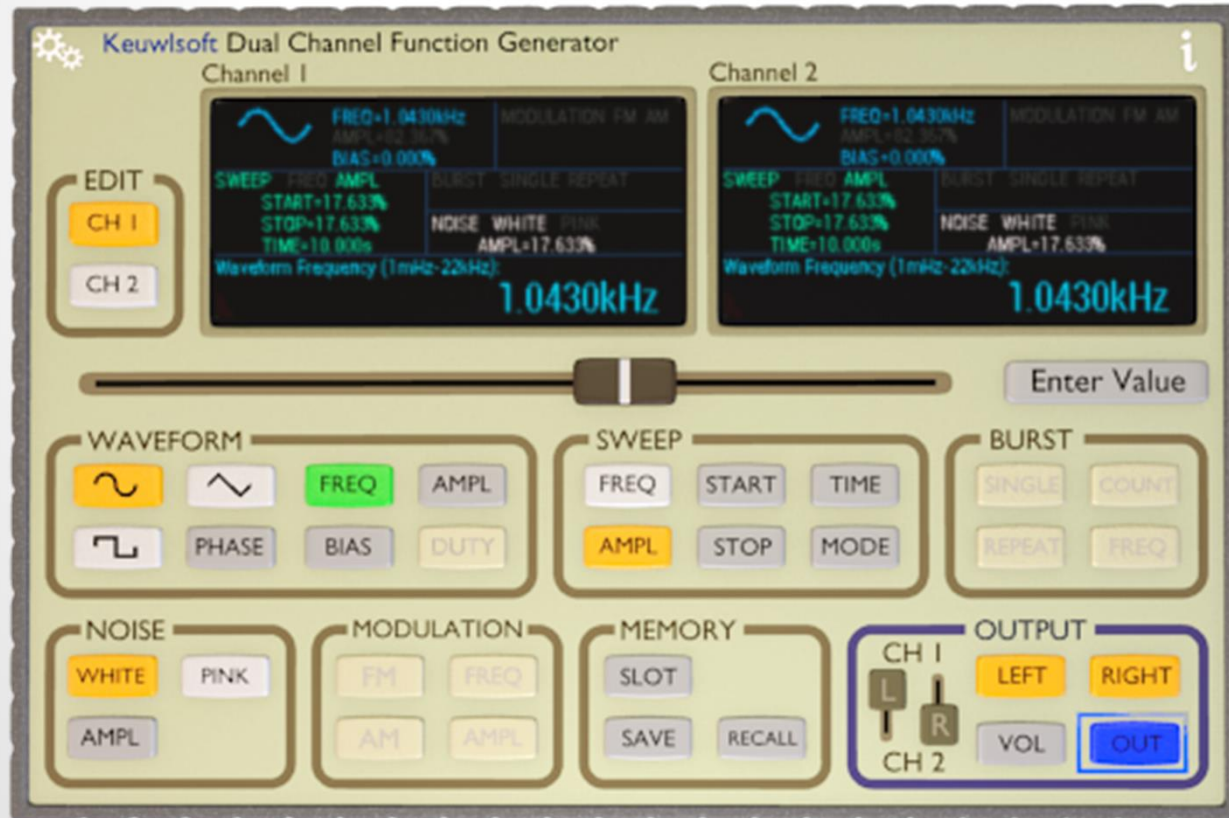 Keuwlsoft Dual Channel Function Generator
i
Channel 1
Channel 2
FREQ=1.0430kHz
MODULATION FM AM
AMPL=82.367%
BIAS=0.000%
SWEEP FREQ AMPL
BURST SINGLE REPEAT
START=17.633%
STOP=17.633%
NOISE WHITE PINK
TIME=10.000s
AMPL=17.633%
Waveform Frequency (1mHz-22kHz):
1.0430kHz
FREQ=1.0430kHz
MODULATION FM AM
AMPL=82.367%
BIAS=0.000%
SWEEP FREQ AMPL
BURST SINGLE REPEAT
START=17.633%
STOP=17.633%
NOISE WHITE PINK
TIME=10.000s
AMPL=17.633%
Waveform Frequency (1mHz-22kHz):
1.0430kHz
EDIT
CH 1
CH 2
Enter Value
WAVEFORM
FREQ AMPL
PHASE BIAS DUTY
SWEEP
FREQ START TIME
AMPL STOP MODE
BURST
SINGLE COUNT
REPEAT FREQ
NOISE
WHITE PINK
AMPL
MODULATION
FM FREQ
AM AMPL
MEMORY
SLOT
SAVE RECALL
OUTPUT
CH 1
L
R
CH 2
LEFT RIGHT
VOL OUT